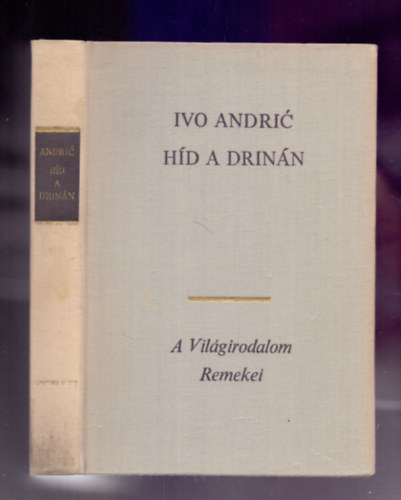 ANDRIĆ
HÍD
A
DRINÁN
IVO ANDRIĆ
HÍD A DRINÁN
A Világirodalom
Remekei